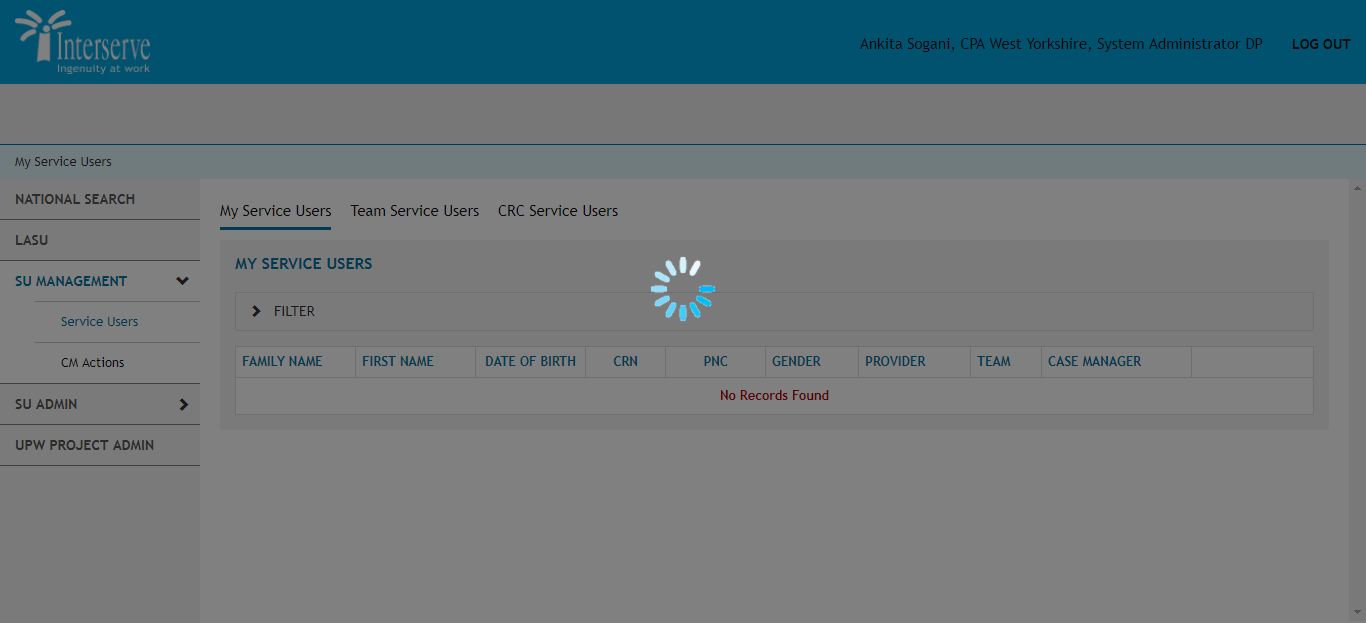 Interserve
Ingenuity at work
Ankita Sogani, CPA West Yorkshire, System Administrator DP
LOG OUT
My Service Users
NATIONAL SEARCH
LASU
SU MANAGEMENT
Service Users
CM Actions
SU ADMIN
UPW PROJECT ADMIN
My Service Users Team Service Users CRC Service Users
MY SERVICE USERS
FILTER
FAMILY NAME FIRST NAME DATE OF BIRTH CRN PNC GENDER PROVIDER TEAM CASE MANAGER
No Records Found